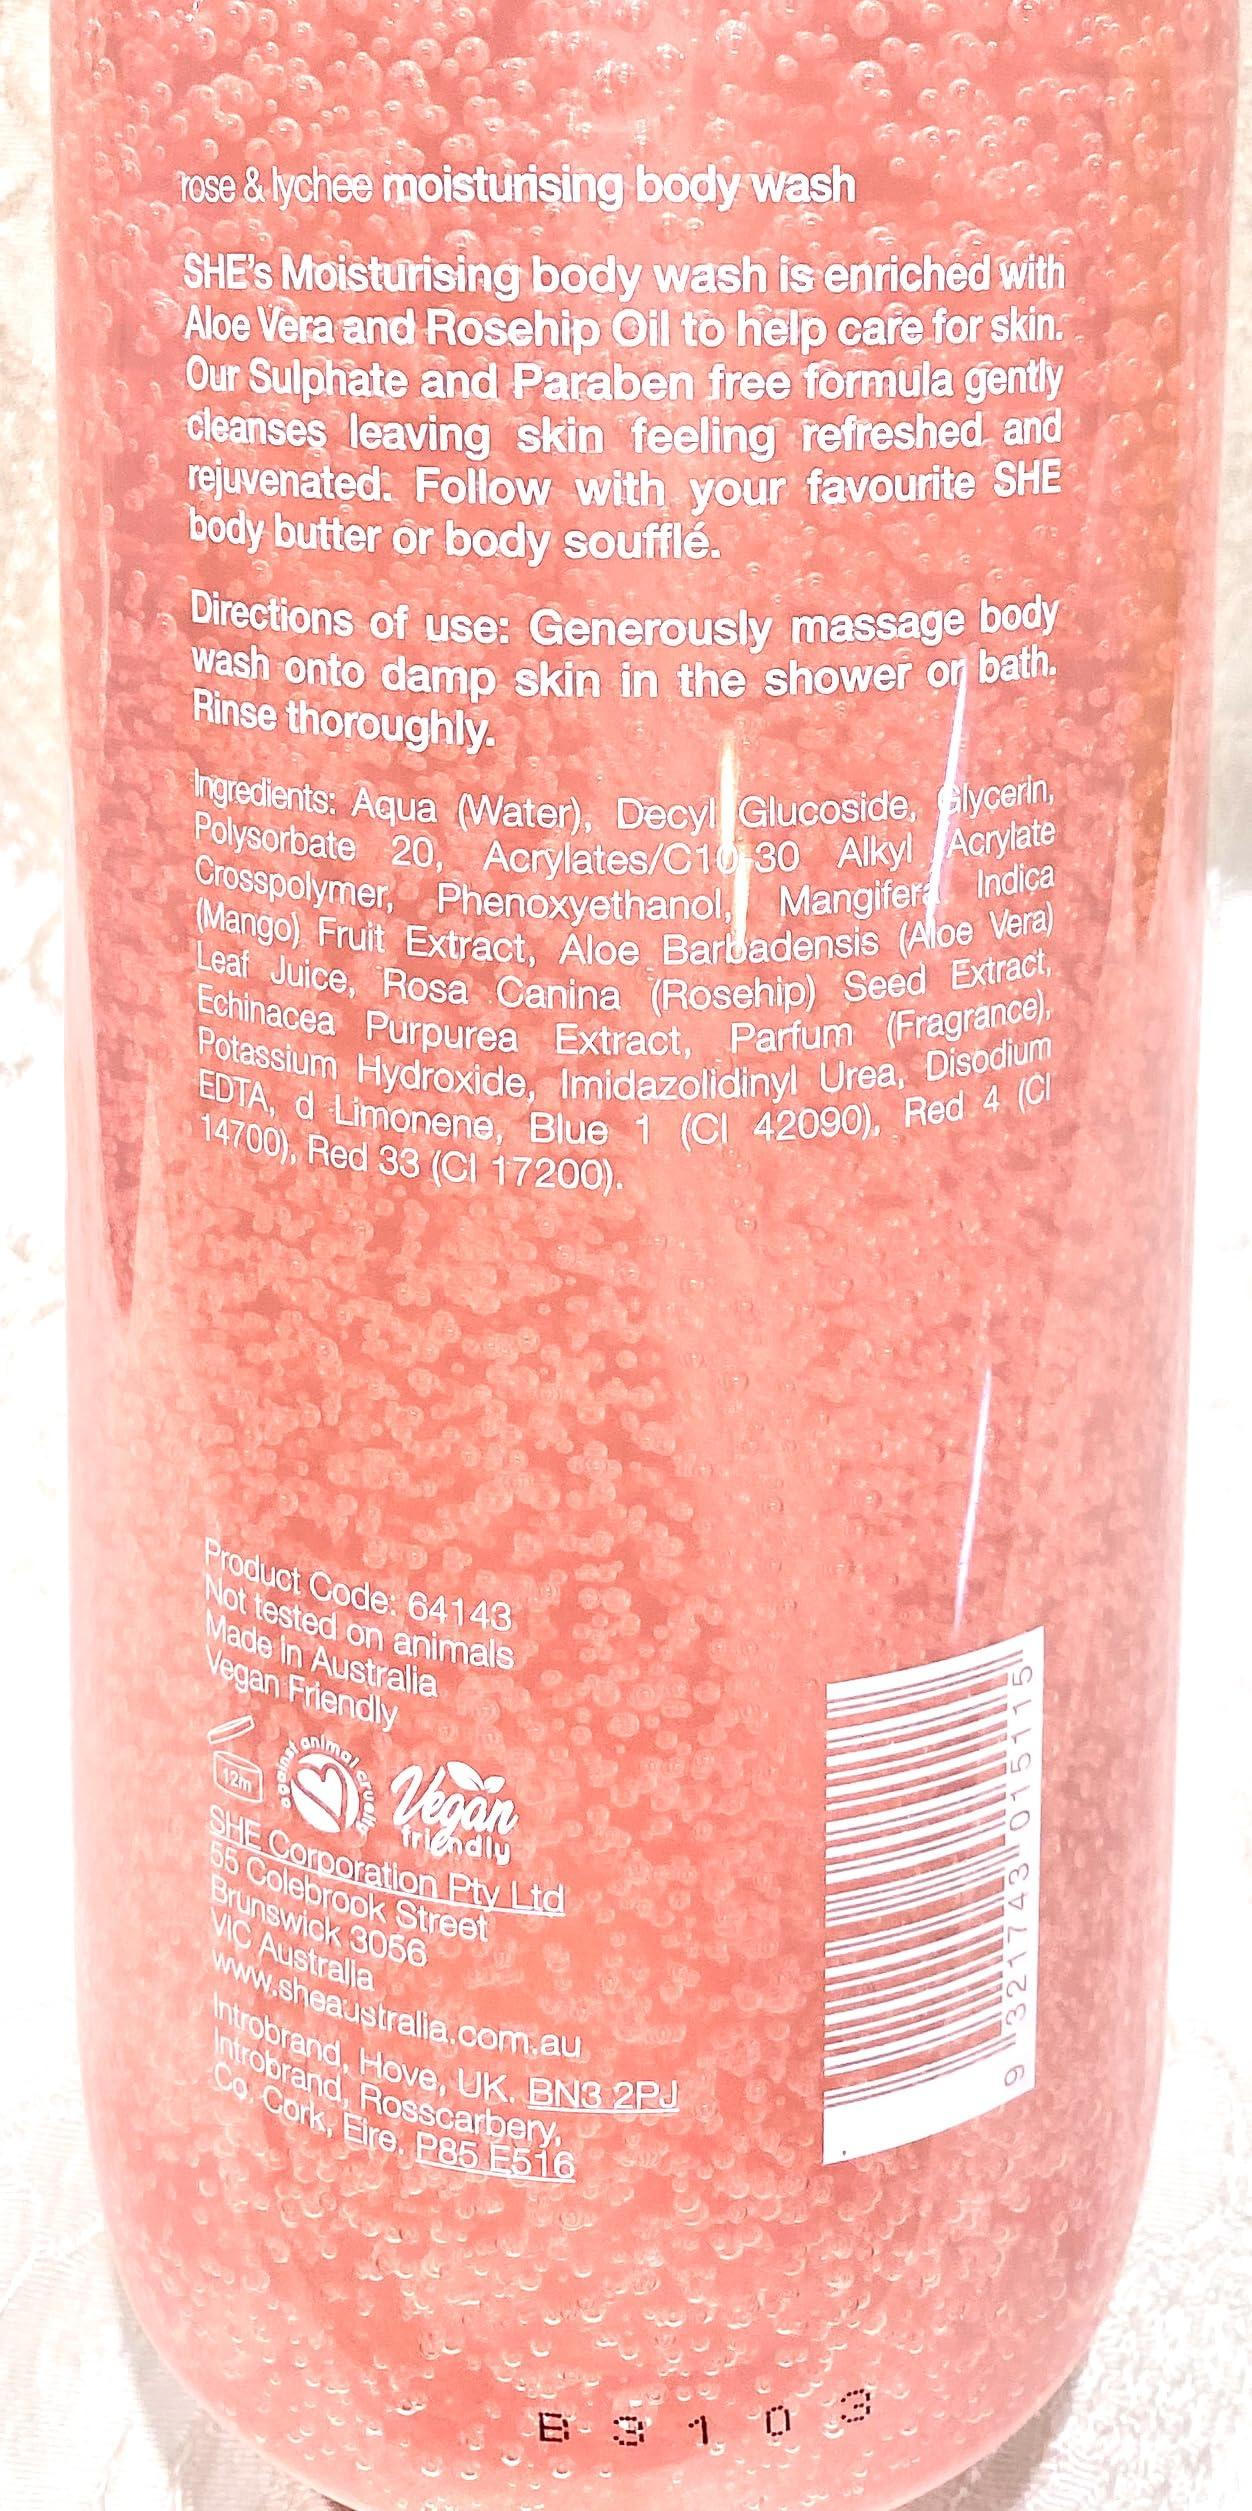 rose & lychee moisturising body wash
SHE's Moisturising body wash is enriched with
Aloe Vera and Rosehip Oil to help care for skin.
Our Sulphate and Paraben free formula gently
cleanses leaving skin feeling refreshed and
rejuvenated. Follow with your favourite SHE
body butter or body soufflé.
Directions of use: Generously massage body
wash onto damp skin in the shower or bath.
Rinse thoroughly.
Ingredients: Aqua (Water), Decyl Glucoside, Glycerin,
Polysorbate 20, Acrylates/C10-30 Alkyl Acrylate
Crosspolymer, Phenoxyethanol, Mangifera Indica
(Mango) Fruit Extract, Aloe Barbadensis (Aloe Vera)
Leaf Juice, Rosa Canina (Rosehip) Seed Extract,
Echinacea Purpurea Extract, Parfum (Fragrance),
Potassium Hydroxide, Imidazolidinyl Urea, Disodium
EDTA, d Limonene, Blue 1 (CI 42090), Red 4 (CI
14700), Red 33 (CI 17200).
Product Code: 64143
Not tested on animals
Made In Australia
Vegan Friendly
12m
against animal cruelty
Vegan
friendly
SHE Corporation Pty Ltd
55 Colebrook Street
Brunswick 3056
VIC Australia
www.sheaustralia.com.au
Introbrand, Hove, UK. BN3 2PJ
Introbrand, Rosscarbery,
Co, Cork, Eire. P85 E516
9 321743 015115
B 3 1 0 3